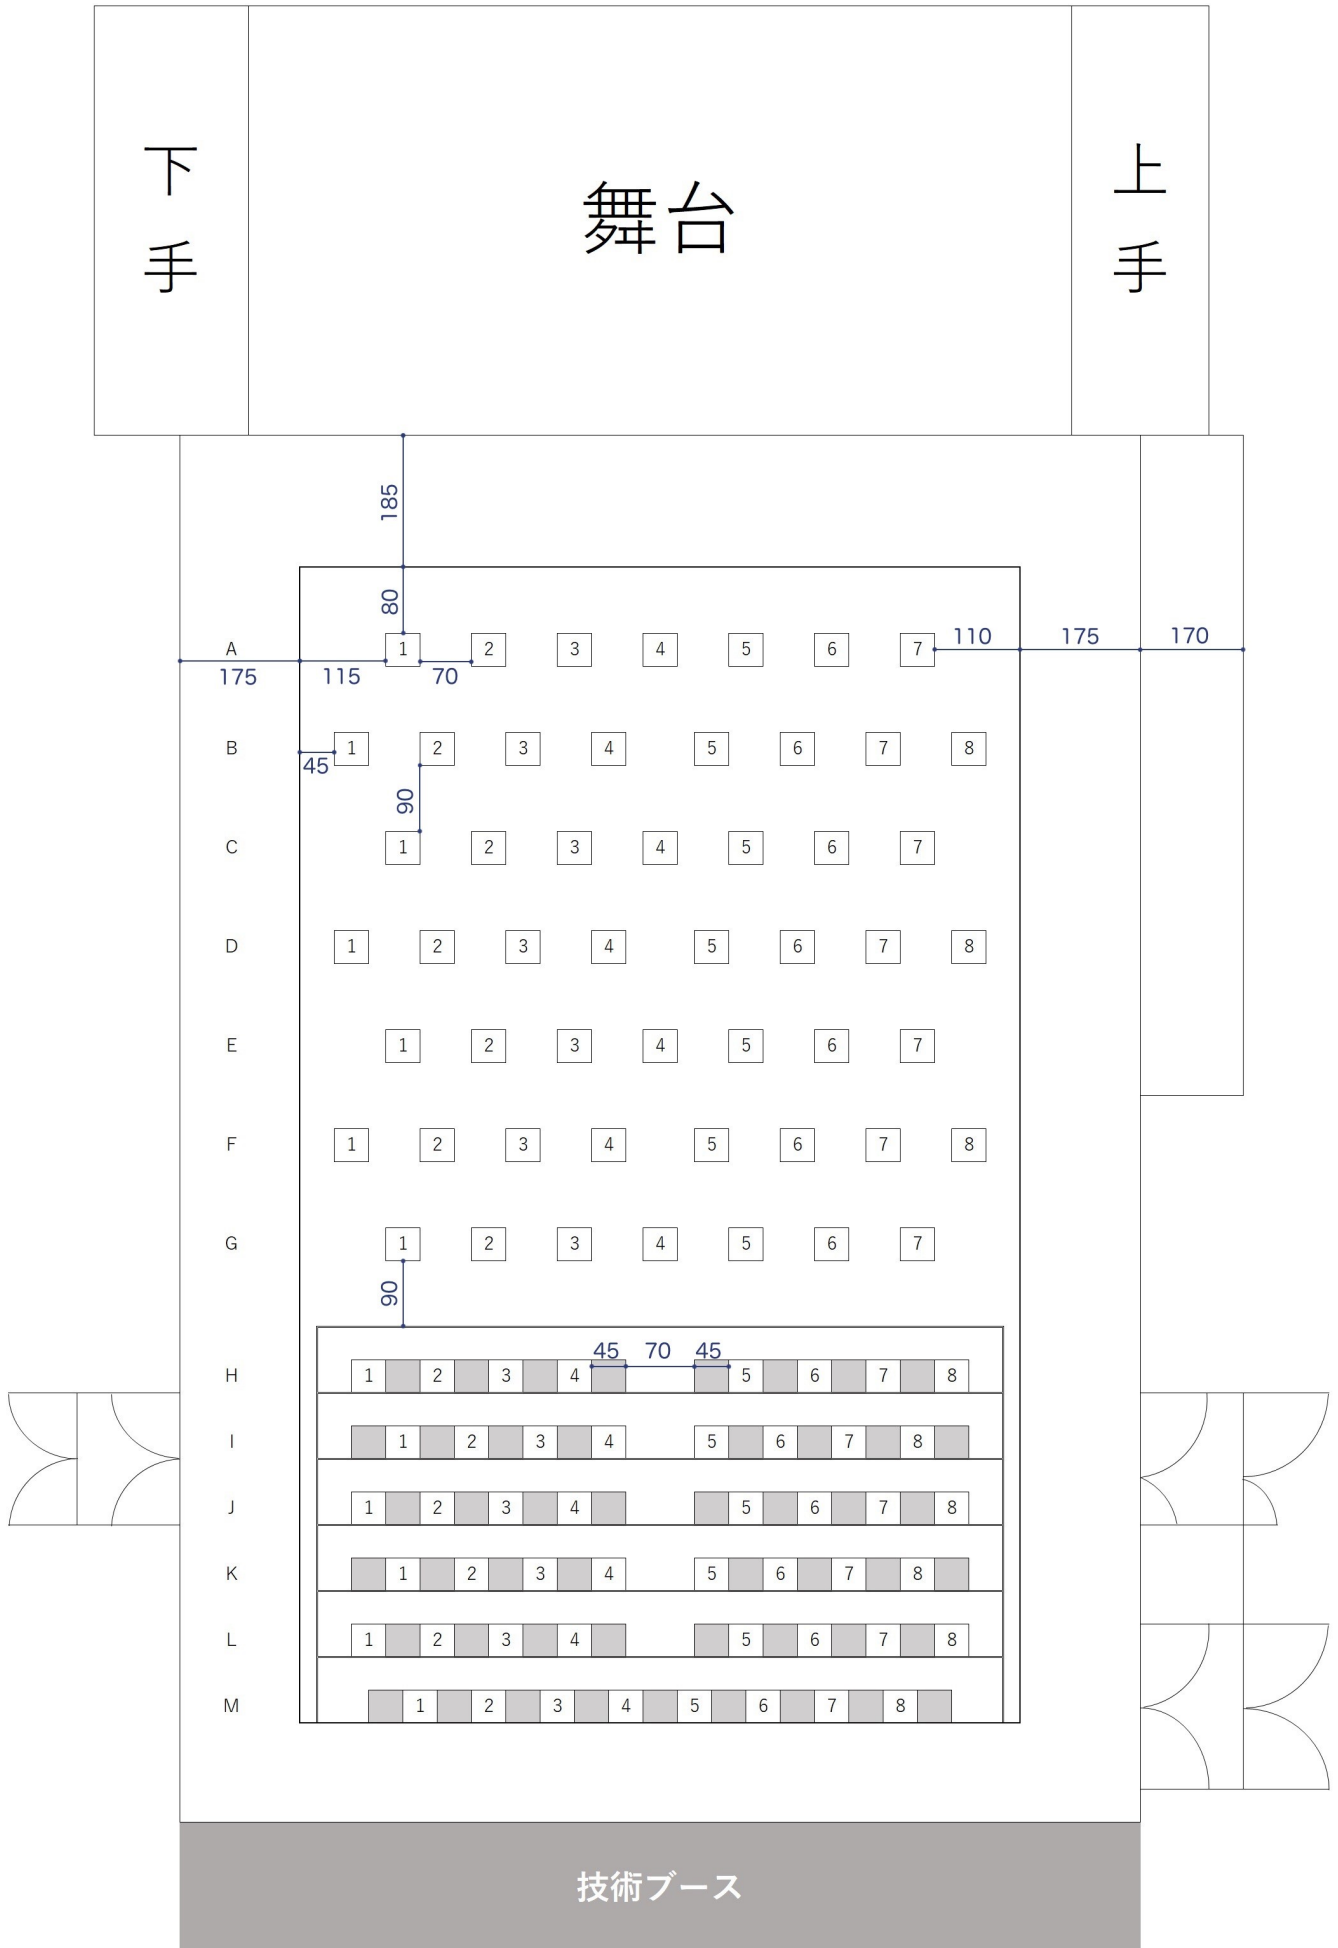 下手
舞台
上手
185
80
A 1 2 3 4 5 6 7 110 175 170
175 115 70
B 1 2 3 4 5 6 7 8
45
90
C 1 2 3 4 5 6 7
D 1 2 3 4 5 6 7 8
E 1 2 3 4 5 6 7
F 1 2 3 4 5 6 7 8
G 1 2 3 4 5 6 7
90
45 70 45
H 1 2 3 4 5 6 7 8
I 1 2 3 4 5 6 7 8
J 1 2 3 4 5 6 7 8
K 1 2 3 4 5 6 7 8
L 1 2 3 4 5 6 7 8
M 1 2 3 4 5 6 7 8
技術ブース